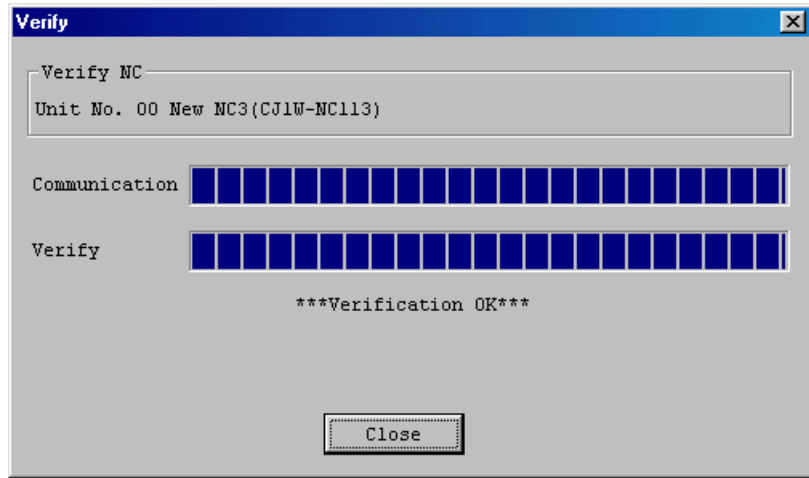 Verify
Verify NC
Unit No. 00 New NC3(CJ1W-NC113)
Communication
Verify
***Verification OK***
Close